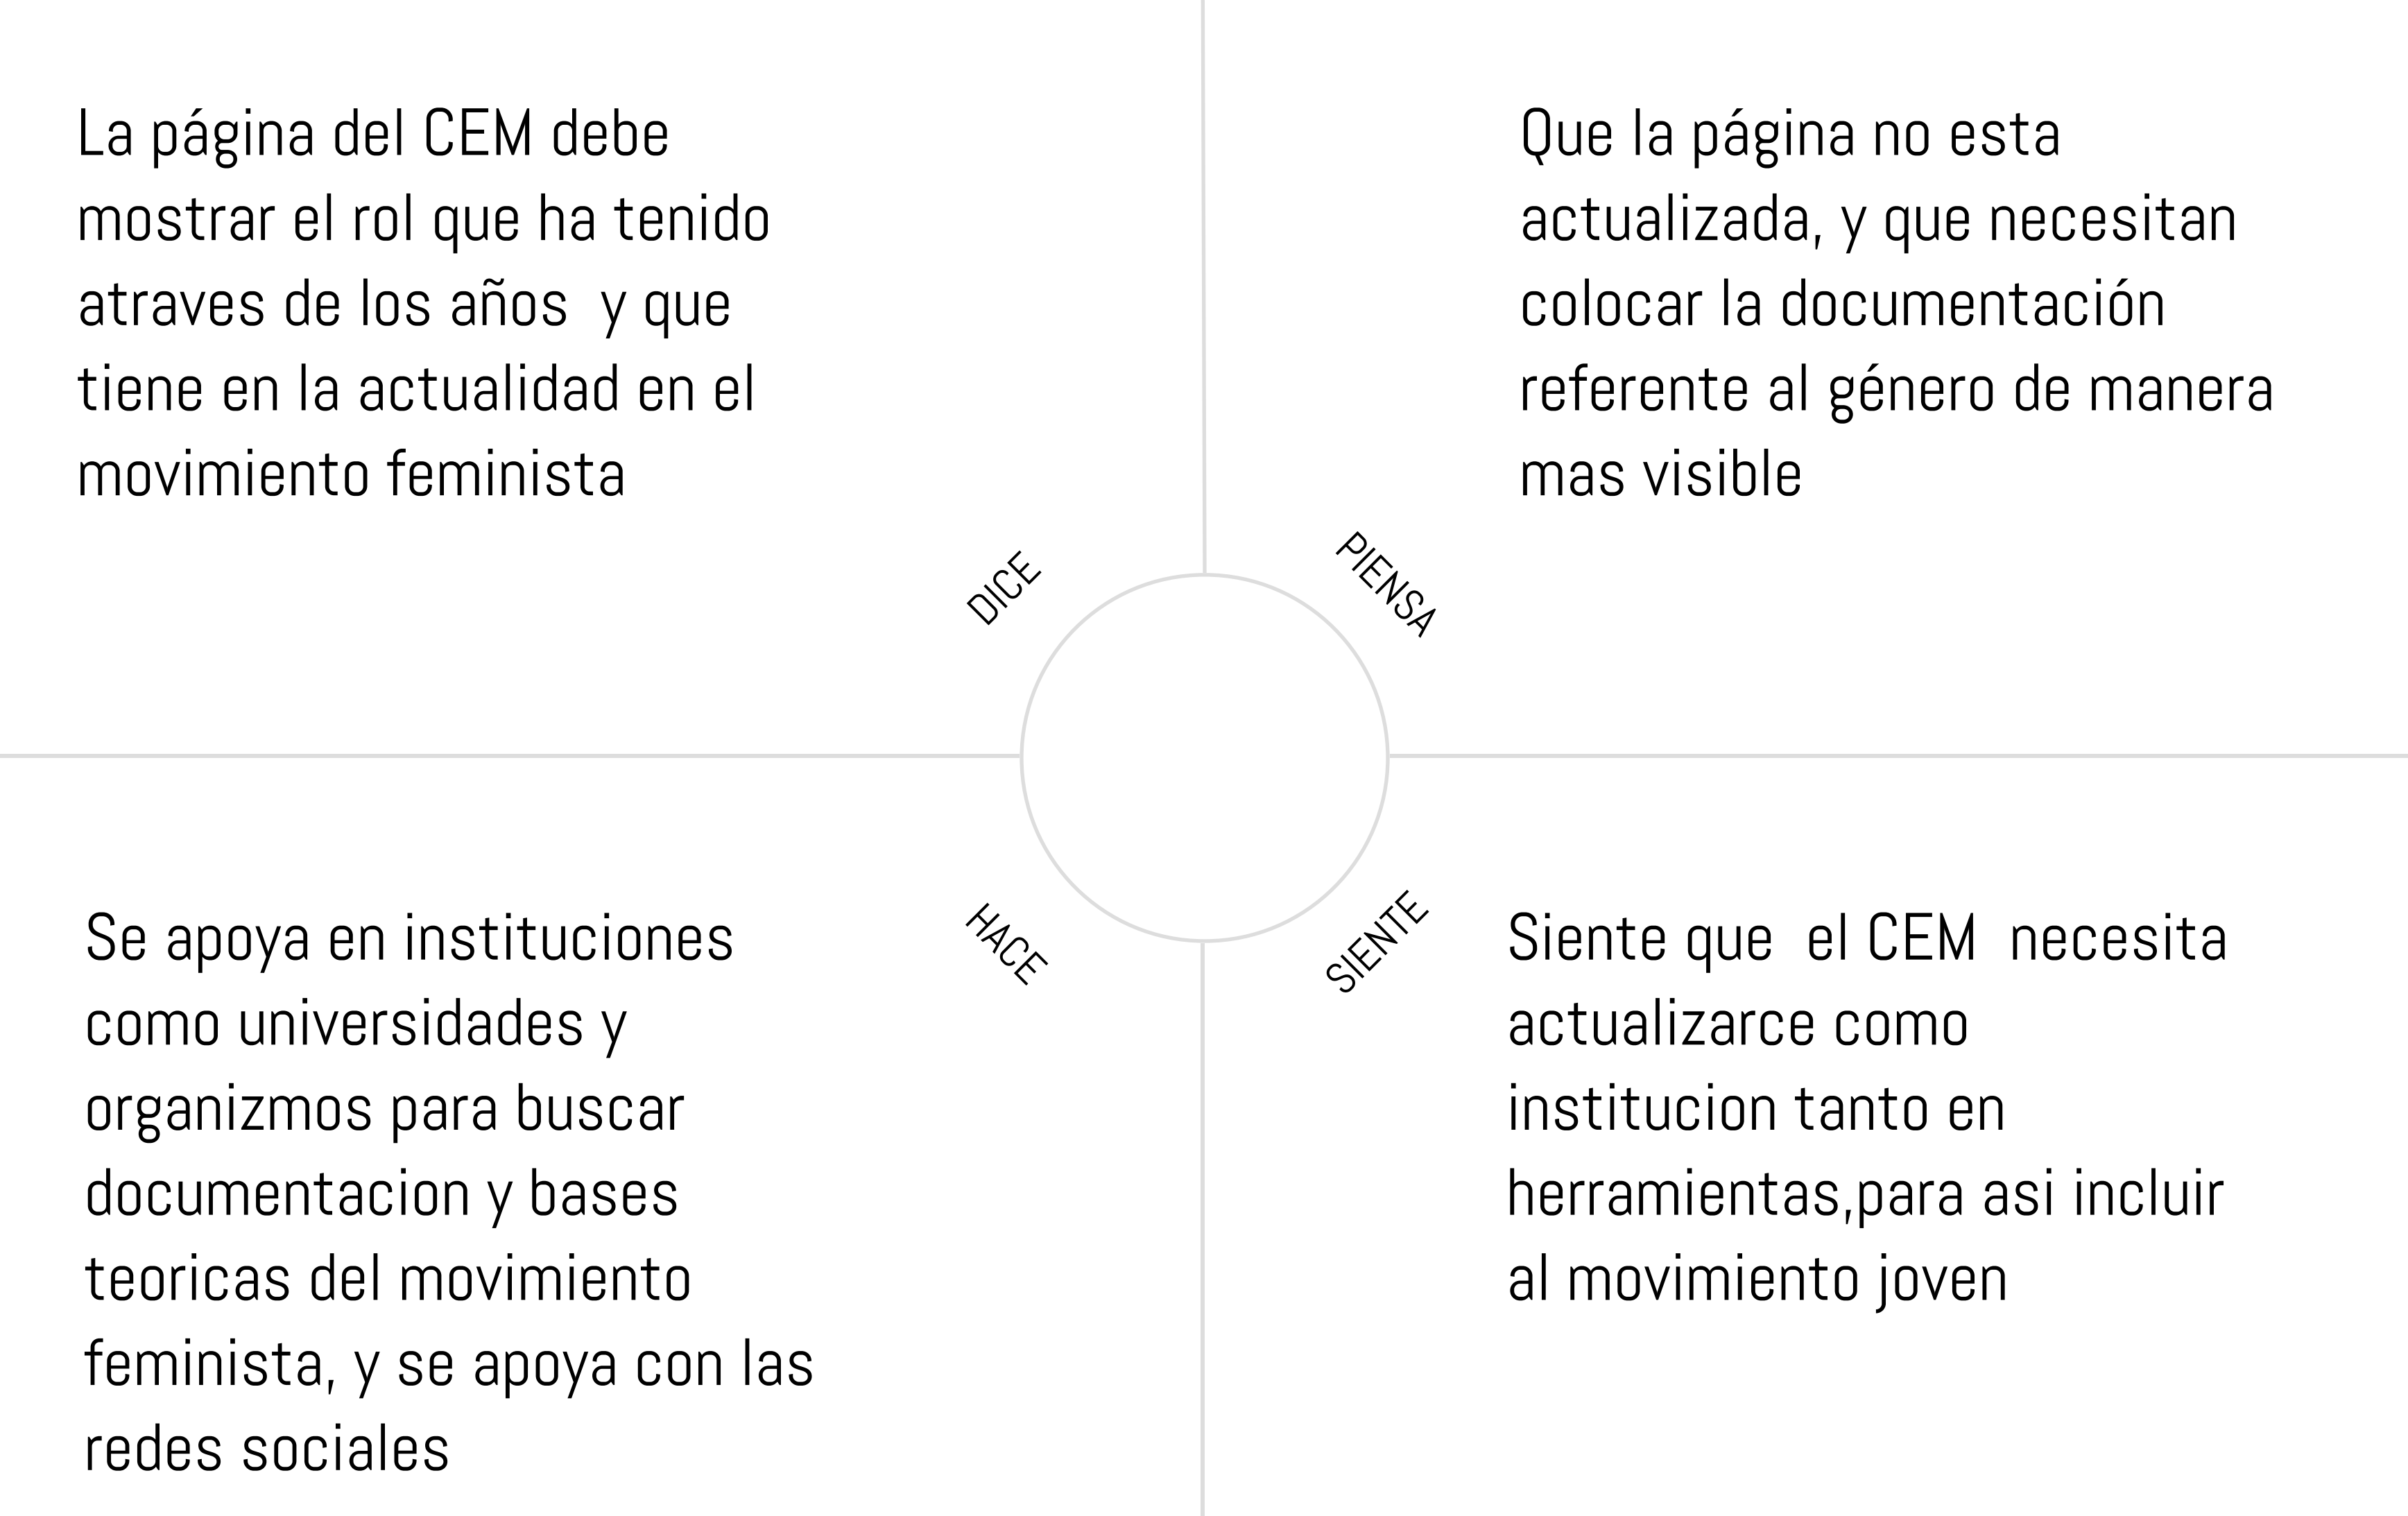 La página del CEM debe
mostrar el rol que ha tenido
atraves de los años  y que
tiene en la actualidad en el
movimiento feminista
DICE
Que la página no esta
actualizada, y que necesitan
colocar la documentación
referente al género de manera
mas visible
PIENSA
Se apoya en instituciones
como universidades y
organizmos para buscar
documentacion y bases
teoricas del movimiento
feminista, y se apoya con las
redes sociales
HACE
Siente que  el CEM  necesita
actualizarce como
institucion tanto en
herramientas,para asi incluir
al movimiento joven
SIENTE